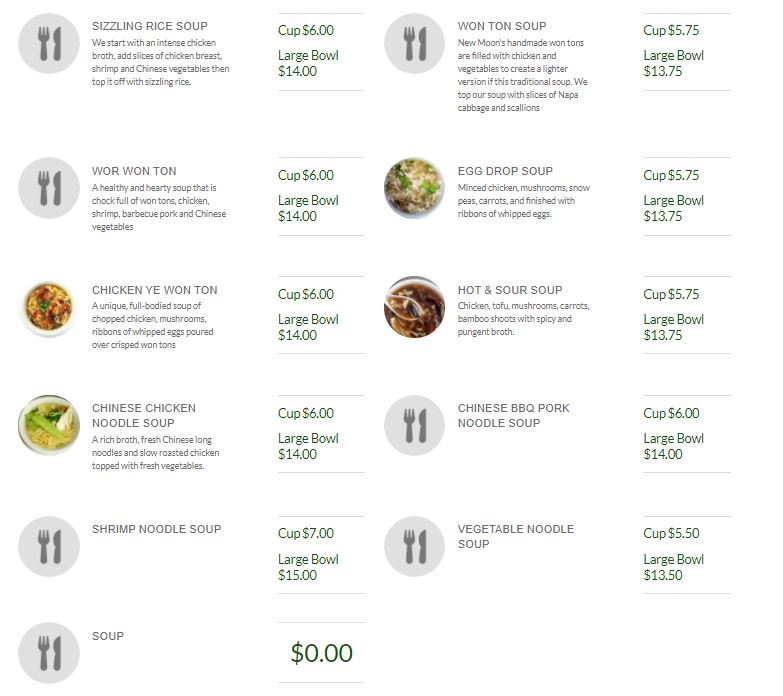 SIZZLING RICE SOUP
We start with an intense chicken
broth, add slices of chicken breast,
shrimp and Chinese vegetables then
top it off with sizzling rice.
Cup $6.00
Large Bowl
$14.00
WON TON SOUP
New Moon's handmade won tons
are filled with chicken and
vegetables to create a lighter
version if this traditional soup. We
top our soup with slices of Napa
cabbage and scallions
Cup $5.75
Large Bowl
$13.75
WOR WON TON
A healthy and hearty soup that is
chock full of won tons, chicken,
shrimp, barbecue pork and Chinese
vegetables
Cup $6.00
Large Bowl
$14.00
EGG DROP SOUP
Minced chicken, mushrooms, snow
peas, carrots, and finished with
ribbons of whipped eggs.
Cup $5.75
Large Bowl
$13.75
CHICKEN YE WON TON
A unique, full-bodied soup of
chopped chicken, mushrooms,
ribbons of whipped eggs poured
over crisped won tons
Cup $6.00
Large Bowl
$14.00
HOT & SOUR SOUP
Chicken, tofu, mushrooms, carrots,
bamboo shoots with spicy and
pungent broth.
Cup $5.75
Large Bowl
$13.75
CHINESE CHICKEN
NOODLE SOUP
A rich broth, fresh Chinese long
noodles and slow roasted chicken
topped with fresh vegetables.
Cup $6.00
Large Bowl
$14.00
CHINESE BBQ PORK
NOODLE SOUP
Cup $6.00
Large Bowl
$14.00
SHRIMP NOODLE SOUP
Cup $7.00
Large Bowl
$15.00
VEGETABLE NOODLE
SOUP
Cup $5.50
Large Bowl
$13.50
SOUP
$0.00